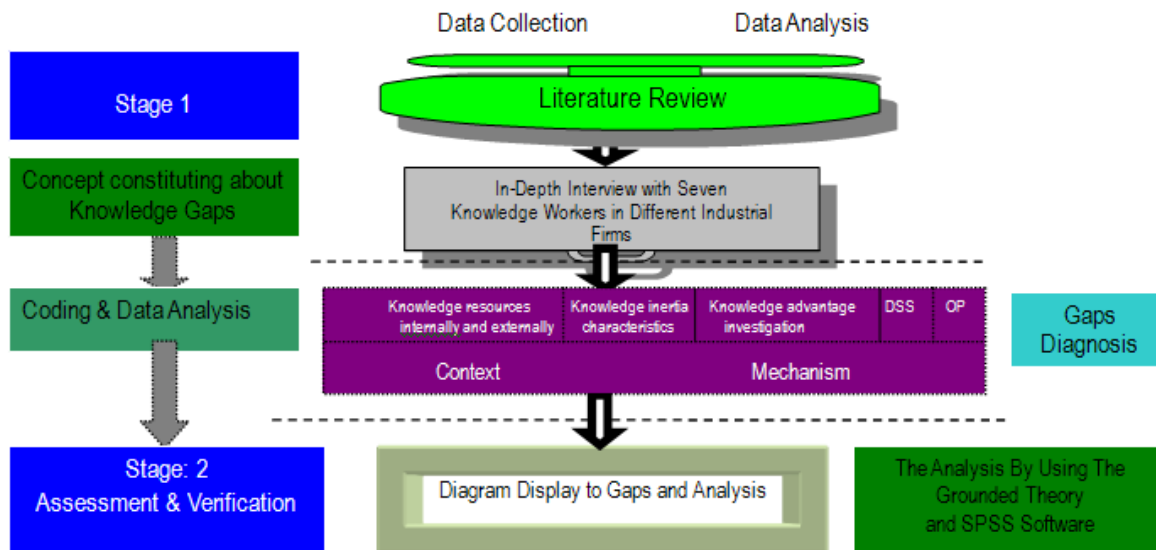 Data Collection
Data Analysis
Stage 1
Literature Review
Concept constituting about
Knowledge Gaps
In-Depth Interview with Seven
Knowledge Workers in Different Industrial
Firms
Coding & Data Analysis
Knowledge resources
internally and externally
Knowledge inertia
characteristics
Knowledge advantage
investigation
DSS
OP
Context
Mechanism
Gaps
Diagnosis
Stage: 2
Assessment & Verification
Diagram Display to Gaps and Analysis
The Analysis By Using The
Grounded Theory
and SPSS Software